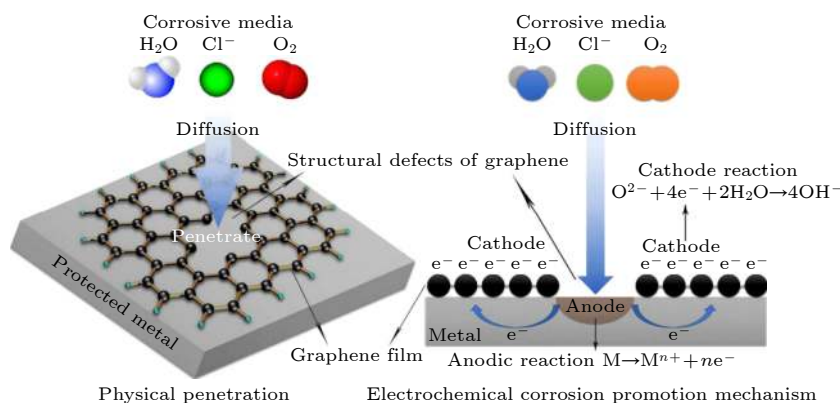 Corrosive media
H₂O Cl⁻ O₂
Diffusion
Penetrate
Protected metal
Structural defects of graphene
Graphene film
Physical penetration
Corrosive media
H₂O Cl⁻ O₂
Diffusion
Cathode reaction
O²⁻+4e⁻+2H₂O→4OH⁻
Cathode
Cathode
e⁻ e⁻ e⁻ e⁻ e⁻
e⁻ e⁻ e⁻ e⁻ e⁻
Anode
Metal
e⁻
e⁻
Anodic reaction M→Mⁿ⁺+ne⁻
Electrochemical corrosion promotion mechanism